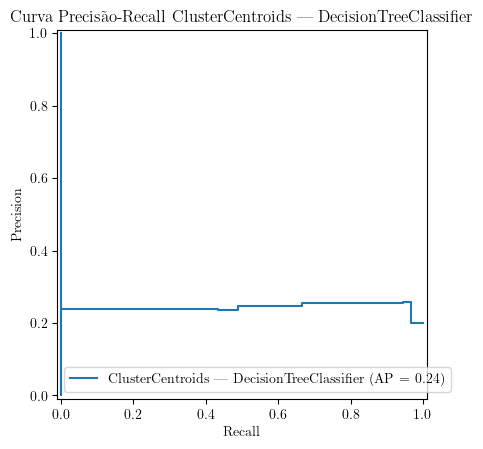 Curva Precisão-Recall ClusterCentroids — DecisionTreeClassifier
1.0
0.8
0.6
0.4
0.2
0.0
Precision
ClusterCentroids — DecisionTreeClassifier (AP = 0.24)
0.0 0.2 0.4 0.6 0.8 1.0
Recall